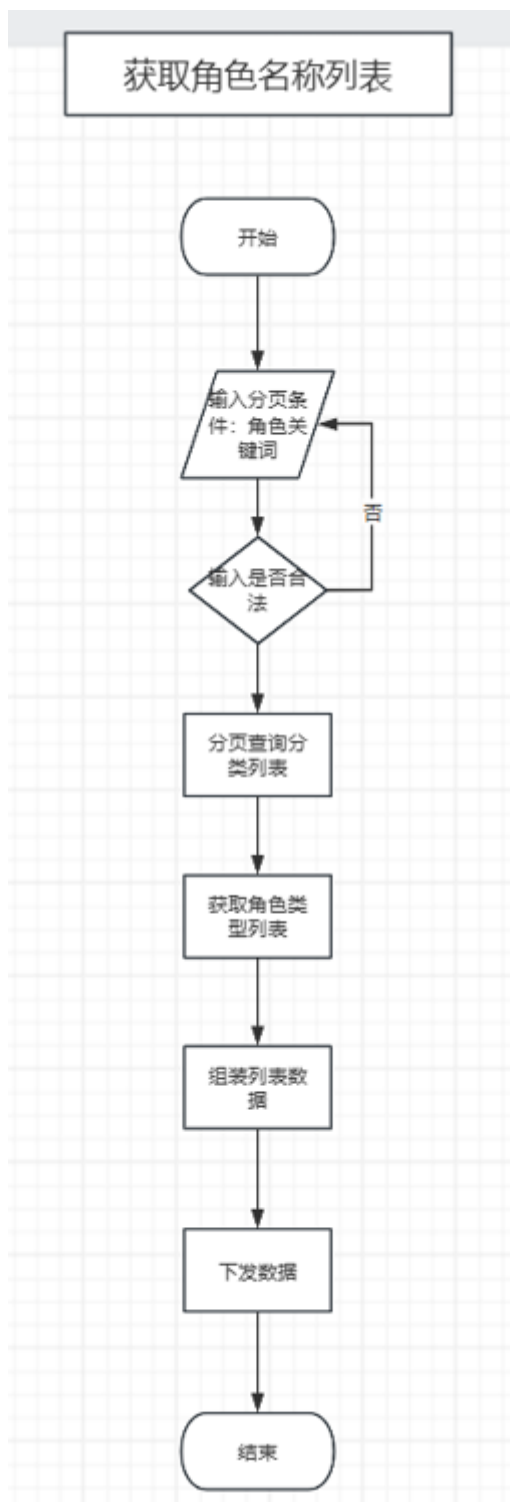 获取角色名称列表
开始
输入分页条
件：角色关
键词
否
输入是否合
法
分页查询分
类列表
获取角色类
型列表
组装列表数
据
下发数据
结束